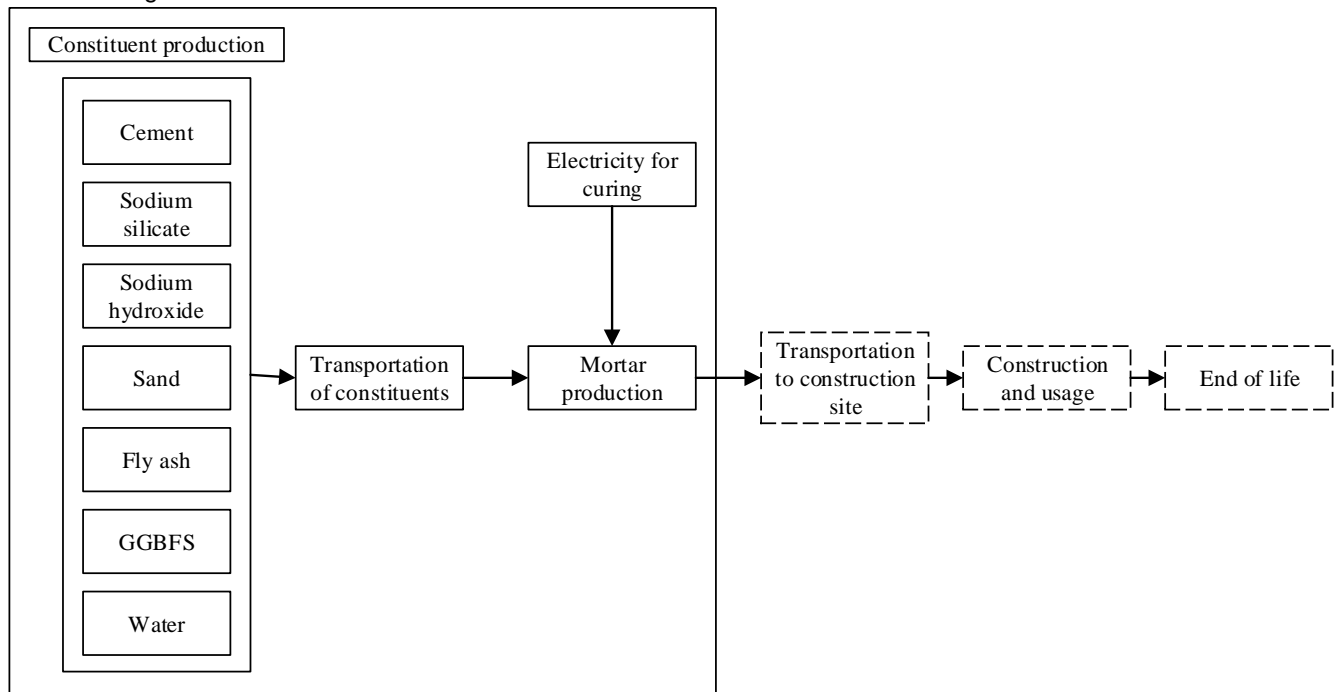 Constituent production
Cement
Sodium
silicate
Sodium
hydroxide
Sand
Fly ash
GGBFS
Water
Transportation
of constituents
Electricity for
curing
Mortar
production
Transportation
to construction
site
Construction
and usage
End of life